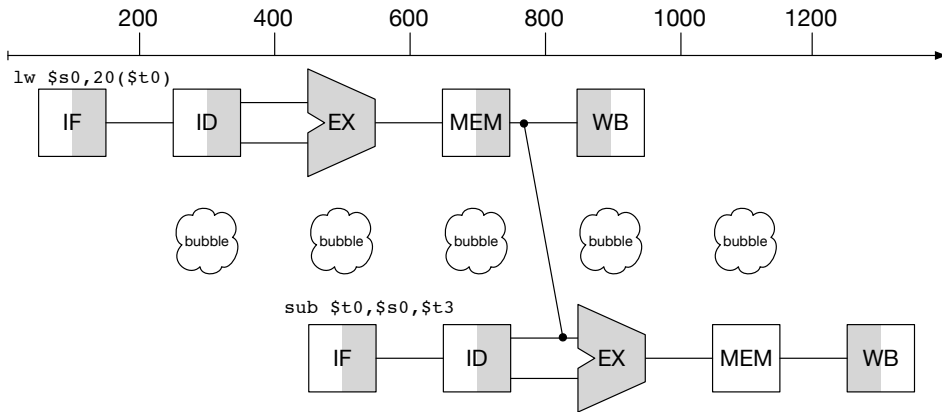 200 400 600 800 1000 1200
lw $s0,20($t0)
IF ID EX MEM WB
bubble bubble bubble bubble bubble
sub $t0,$s0,$t3
IF ID EX MEM WB